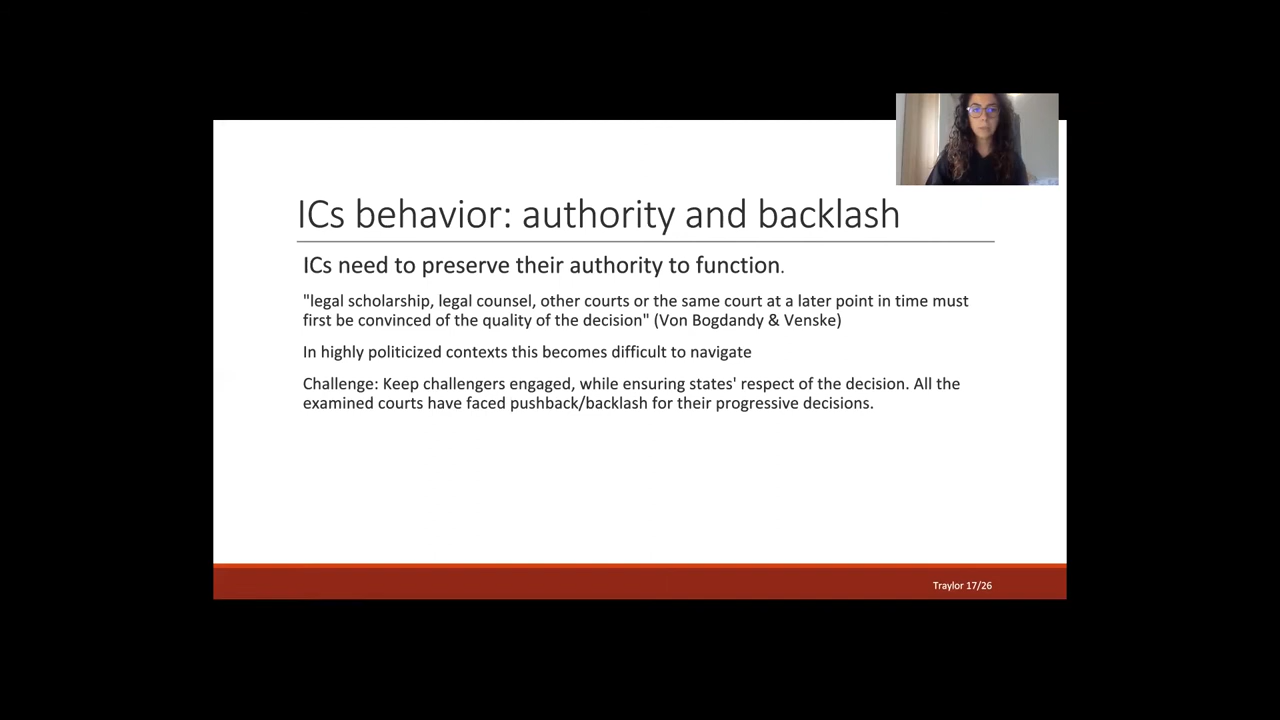 ICs behavior: authority and backlash
ICs need to preserve their authority to function.
"legal scholarship, legal counsel, other courts or the same court at a later point in time must
first be convinced of the quality of the decision" (Von Bogdandy & Venske)
In highly politicized contexts this becomes difficult to navigate
Challenge: Keep challengers engaged, while ensuring states' respect of the decision. All the
examined courts have faced pushback/backlash for their progressive decisions.
Traylor 17/26